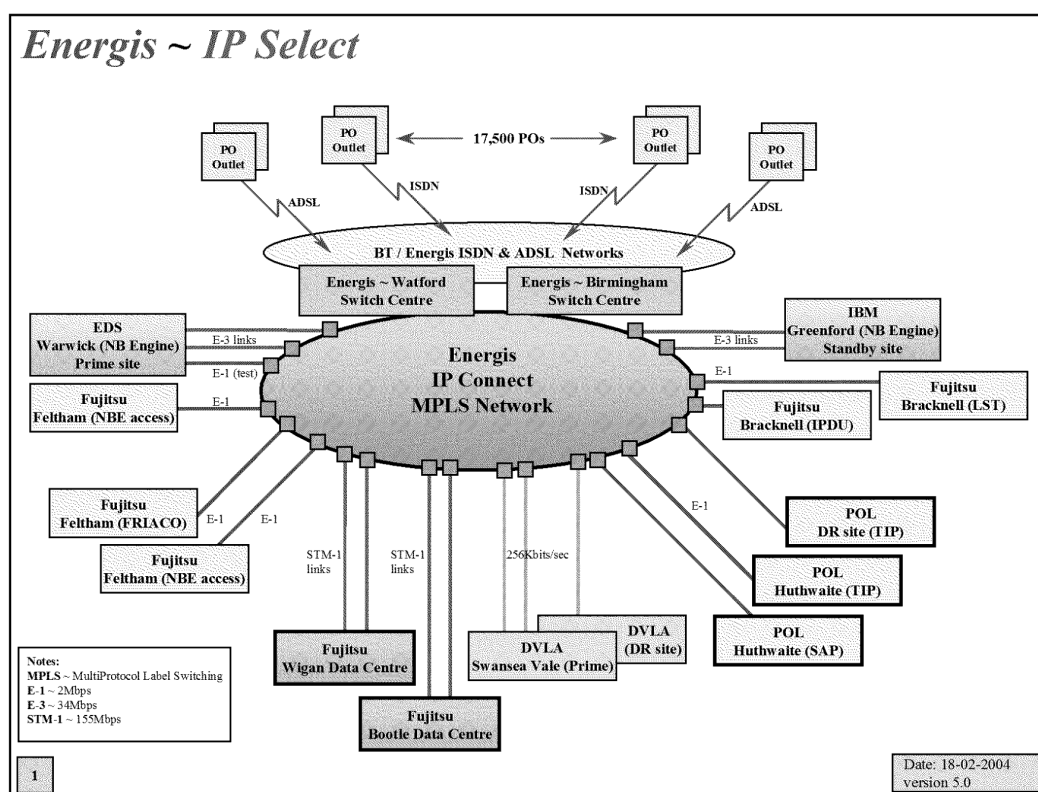 Energis ~ IP Select
PO
Outlet
PO
Outlet
17,500 POs
PO
Outlet
PO
Outlet
ADSL
ISDN
ISDN
ADSL
BT / Energis ISDN & ADSL Networks
Energis ~ Watford
Switch Centre
Energis ~ Birmingham
Switch Centre
EDS
Warwick (NB Engine)
Prime site
E-3 links
E-1 (test)
Energis
IP Connect
MPLS Network
E-3 links
IBM
Greenford (NB Engine)
Standby site
Fujitsu
Feltham (NBE access)
E-1
E-1
Fujitsu
Bracknell (LST)
Fujitsu
Bracknell (IPDU)
Fujitsu
Feltham (FRIACO)
E-1
E-1
Fujitsu
Feltham (NBE access)
STM-1
links
STM-1
links
256Kbits/sec
E-1
POL
DR site (TIP)
POL
Huthwaite (TIP)
POL
Huthwaite (SAP)
Fujitsu
Wigan Data Centre
DVLA
Swansea Vale (Prime)
DVLA
(DR site)
Fujitsu
Bootle Data Centre
Notes:
MPLS ~ MultiProtocol Label Switching
E-1 ~ 2Mbps
E-3 ~ 34Mbps
STM-1 ~ 155Mbps
1
Date: 18-02-2004
version 5.0